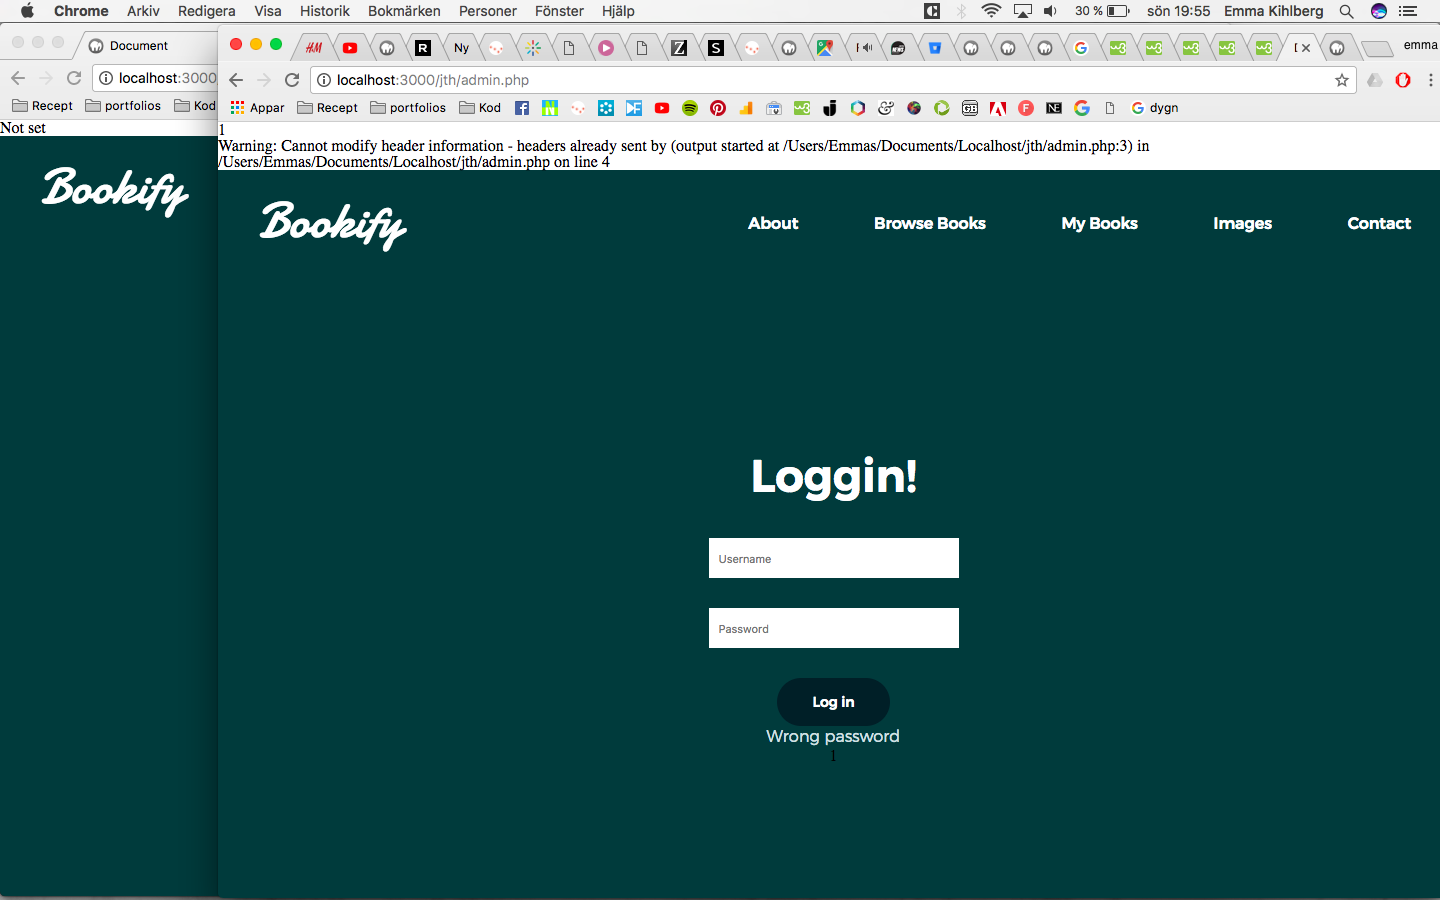 Chrome Arkiv Redigera Visa Historik Bokmärken Personer Fönster Hjälp 30 % sön 19:55 Emma Kihlberg
Document
localhost:3000
Recept portfolios Kod
Not set
Bookify
H&M R Ny Z S emma
localhost:3000/jth/admin.php
Appar Recept portfolios Kod dygn
1
Warning: Cannot modify header information - headers already sent by (output started at /Users/Emmas/Documents/Localhost/jth/admin.php:3) in
/Users/Emmas/Documents/Localhost/jth/admin.php on line 4
Bookify About Browse Books My Books Images Contact
Loggin!
Username
Password
Log in
Wrong password
1